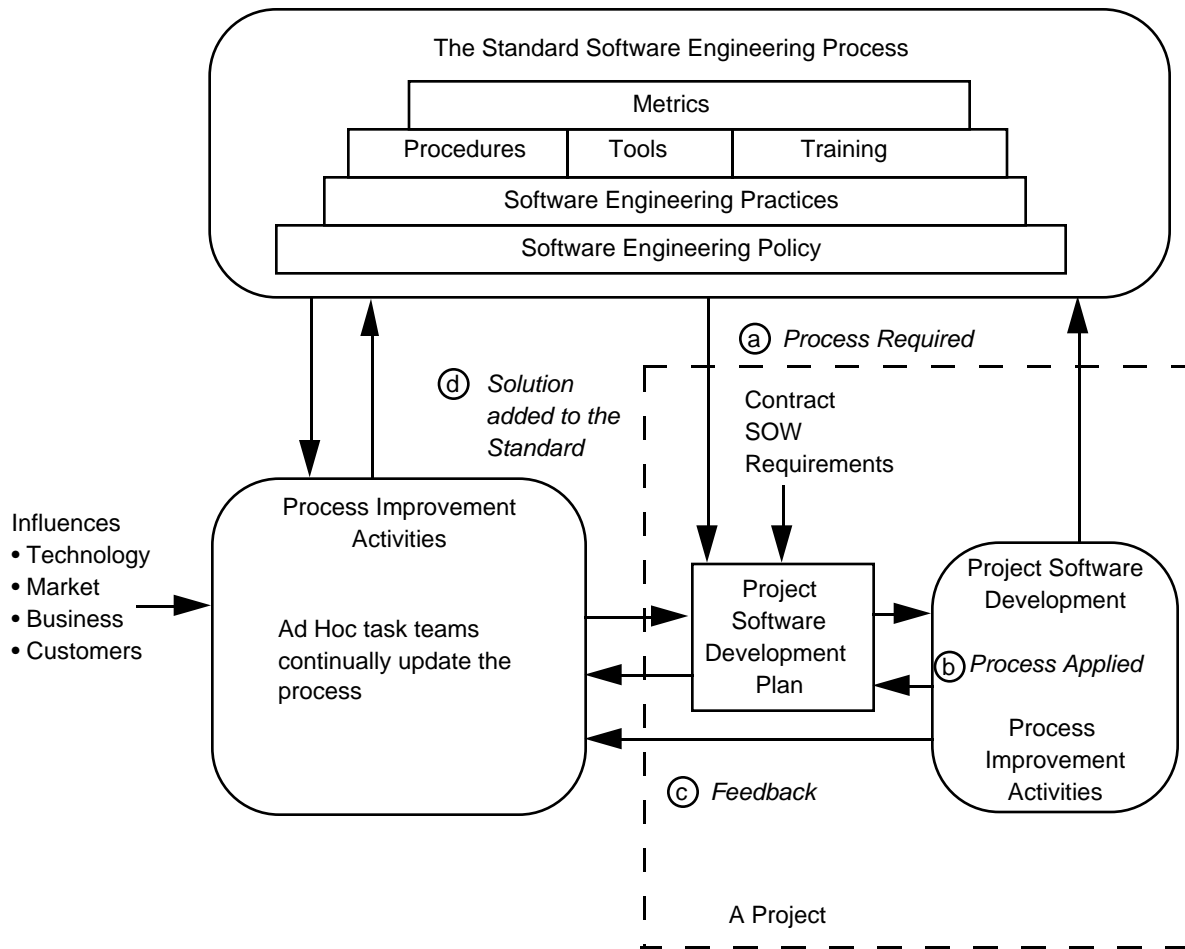 The Standard Software Engineering Process
Metrics
Procedures
Tools
Training
Software Engineering Practices
Software Engineering Policy
a Process Required
d Solution
added to the
Standard
Contract
SOW
Requirements
Influences
• Technology
• Market
• Business
• Customers
Process Improvement
Activities
Ad Hoc task teams
continually update the
process
Project
Software
Development
Plan
Project Software
Development
b Process Applied
Process
Improvement
Activities
c Feedback
A Project